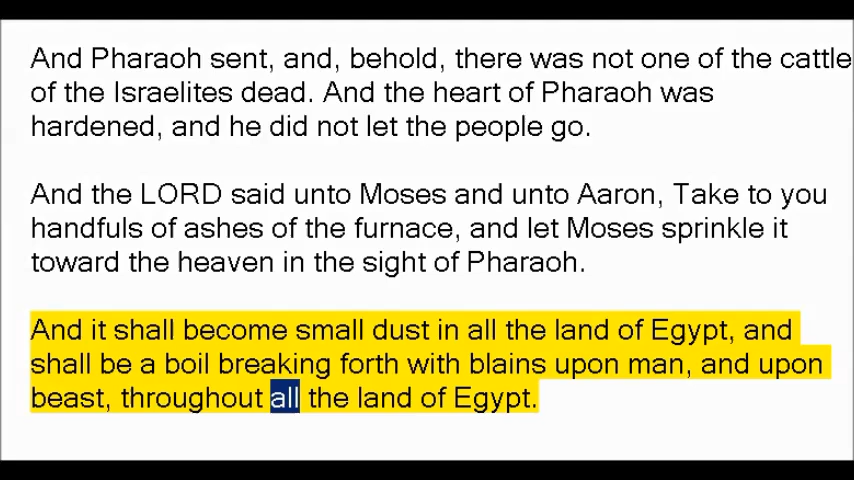 And Pharaoh sent, and, behold, there was not one of the cattle
of the Israelites dead. And the heart of Pharaoh was
hardened, and he did not let the people go.
And the LORD said unto Moses and unto Aaron, Take to you
handfuls of ashes of the furnace, and let Moses sprinkle it
toward the heaven in the sight of Pharaoh.
And it shall become small dust in all the land of Egypt, and
shall be a boil breaking forth with blains upon man, and upon
beast, throughout all the land of Egypt.